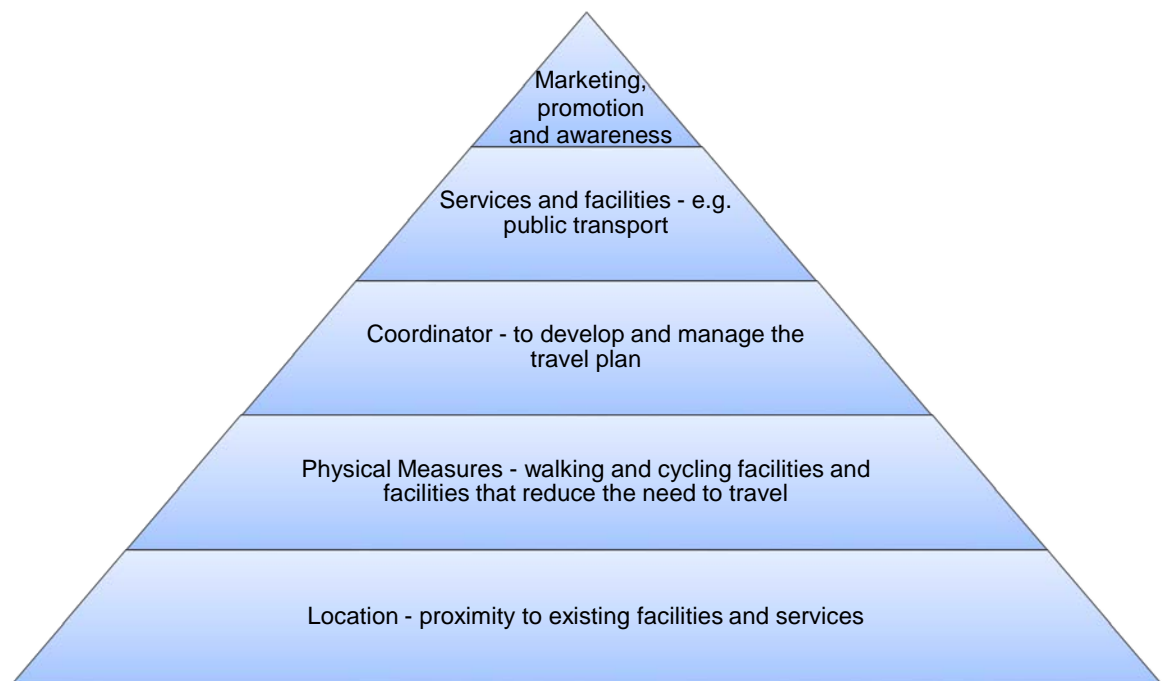 Marketing,
promotion
and awareness
Services and facilities - e.g.
public transport
Coordinator - to develop and manage the
travel plan
Physical Measures - walking and cycling facilities and
facilities that reduce the need to travel
Location - proximity to existing facilities and services